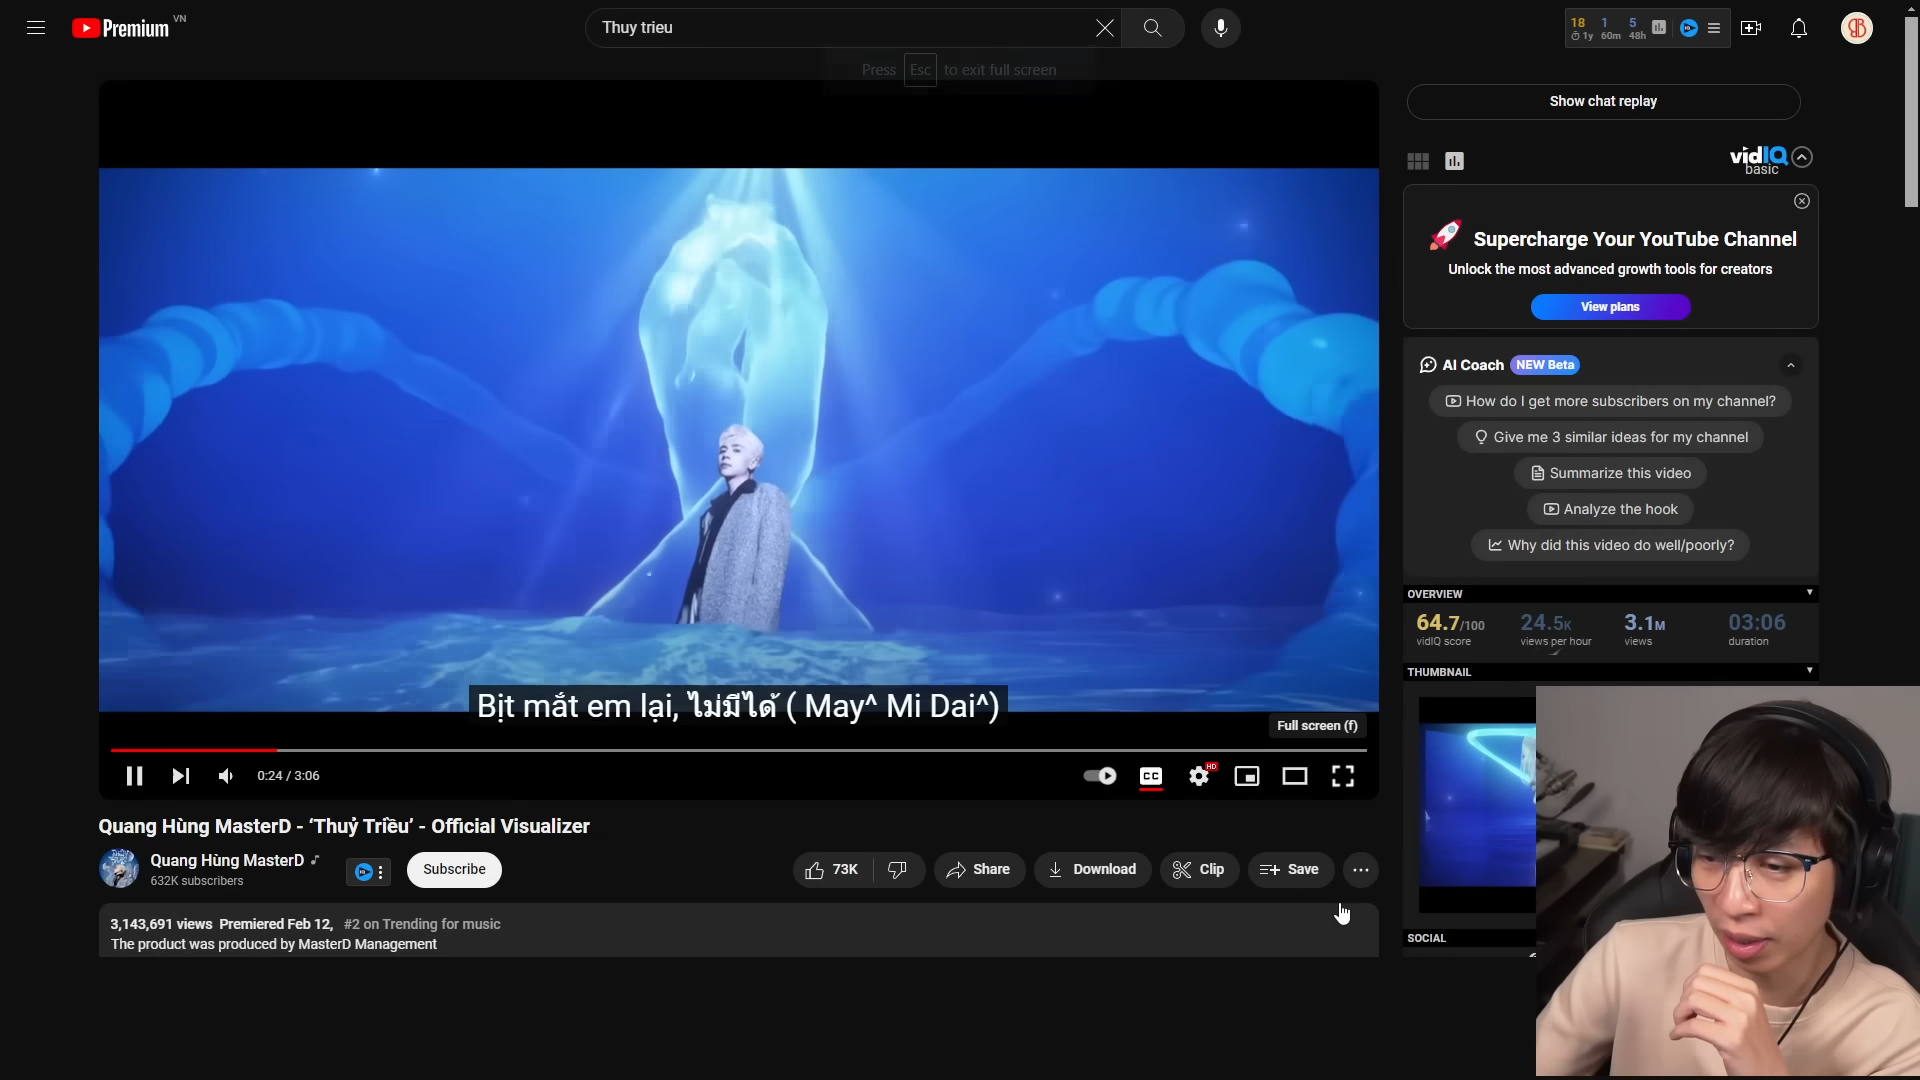 Premium VN
Thuy trieu
18 1 5
1y 60m 48h
Press Esc to exit full screen
Show chat replay
vidIQ
basic
Supercharge Your YouTube Channel
Unlock the most advanced growth tools for creators
View plans
AI Coach NEW Beta
How do I get more subscribers on my channel?
Give me 3 similar ideas for my channel
Summarize this video
Analyze the hook
Why did this video do well/poorly?
OVERVIEW
64.7/100 24.5K 3.1M 03:06
vidIQ score views per hour views duration
THUMBNAIL
Bịt mắt em lại, ไม่มีได้ ( May^ Mi Dai^)
Full screen (f)
0:24 / 3:06
CC
HD
Quang Hùng MasterD - ‘Thuỷ Triều’ - Official Visualizer
Quang Hùng MasterD
632K subscribers
Subscribe
73K
Share
Download
Clip
Save
3,143,691 views Premiered Feb 12, #2 on Trending for music
The product was produced by MasterD Management
SOCIAL